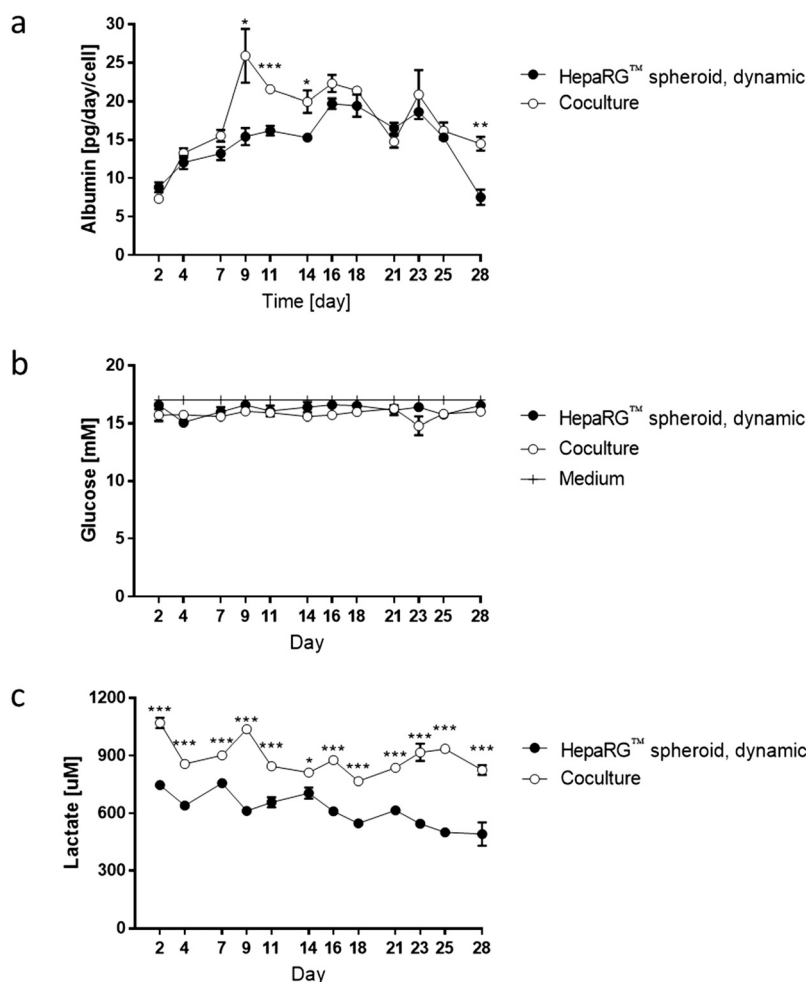 a
Albumin [pg/day/cell]
30
25
20
15
10
5
0
*
***
*
**
2 4 7 9 11 14 16 18 21 23 25 28
Time [day]
HepaRG™ spheroid, dynamic
Coculture
b
Glucose [mM]
20
15
10
5
0
2 4 7 9 11 14 16 18 21 23 25 28
Day
HepaRG™ spheroid, dynamic
Coculture
Medium
c
Lactate [uM]
1200
900
600
300
0
*** *** *** *** *** * *** *** *** *** *** ***
2 4 7 9 11 14 16 18 21 23 25 28
Day
HepaRG™ spheroid, dynamic
Coculture